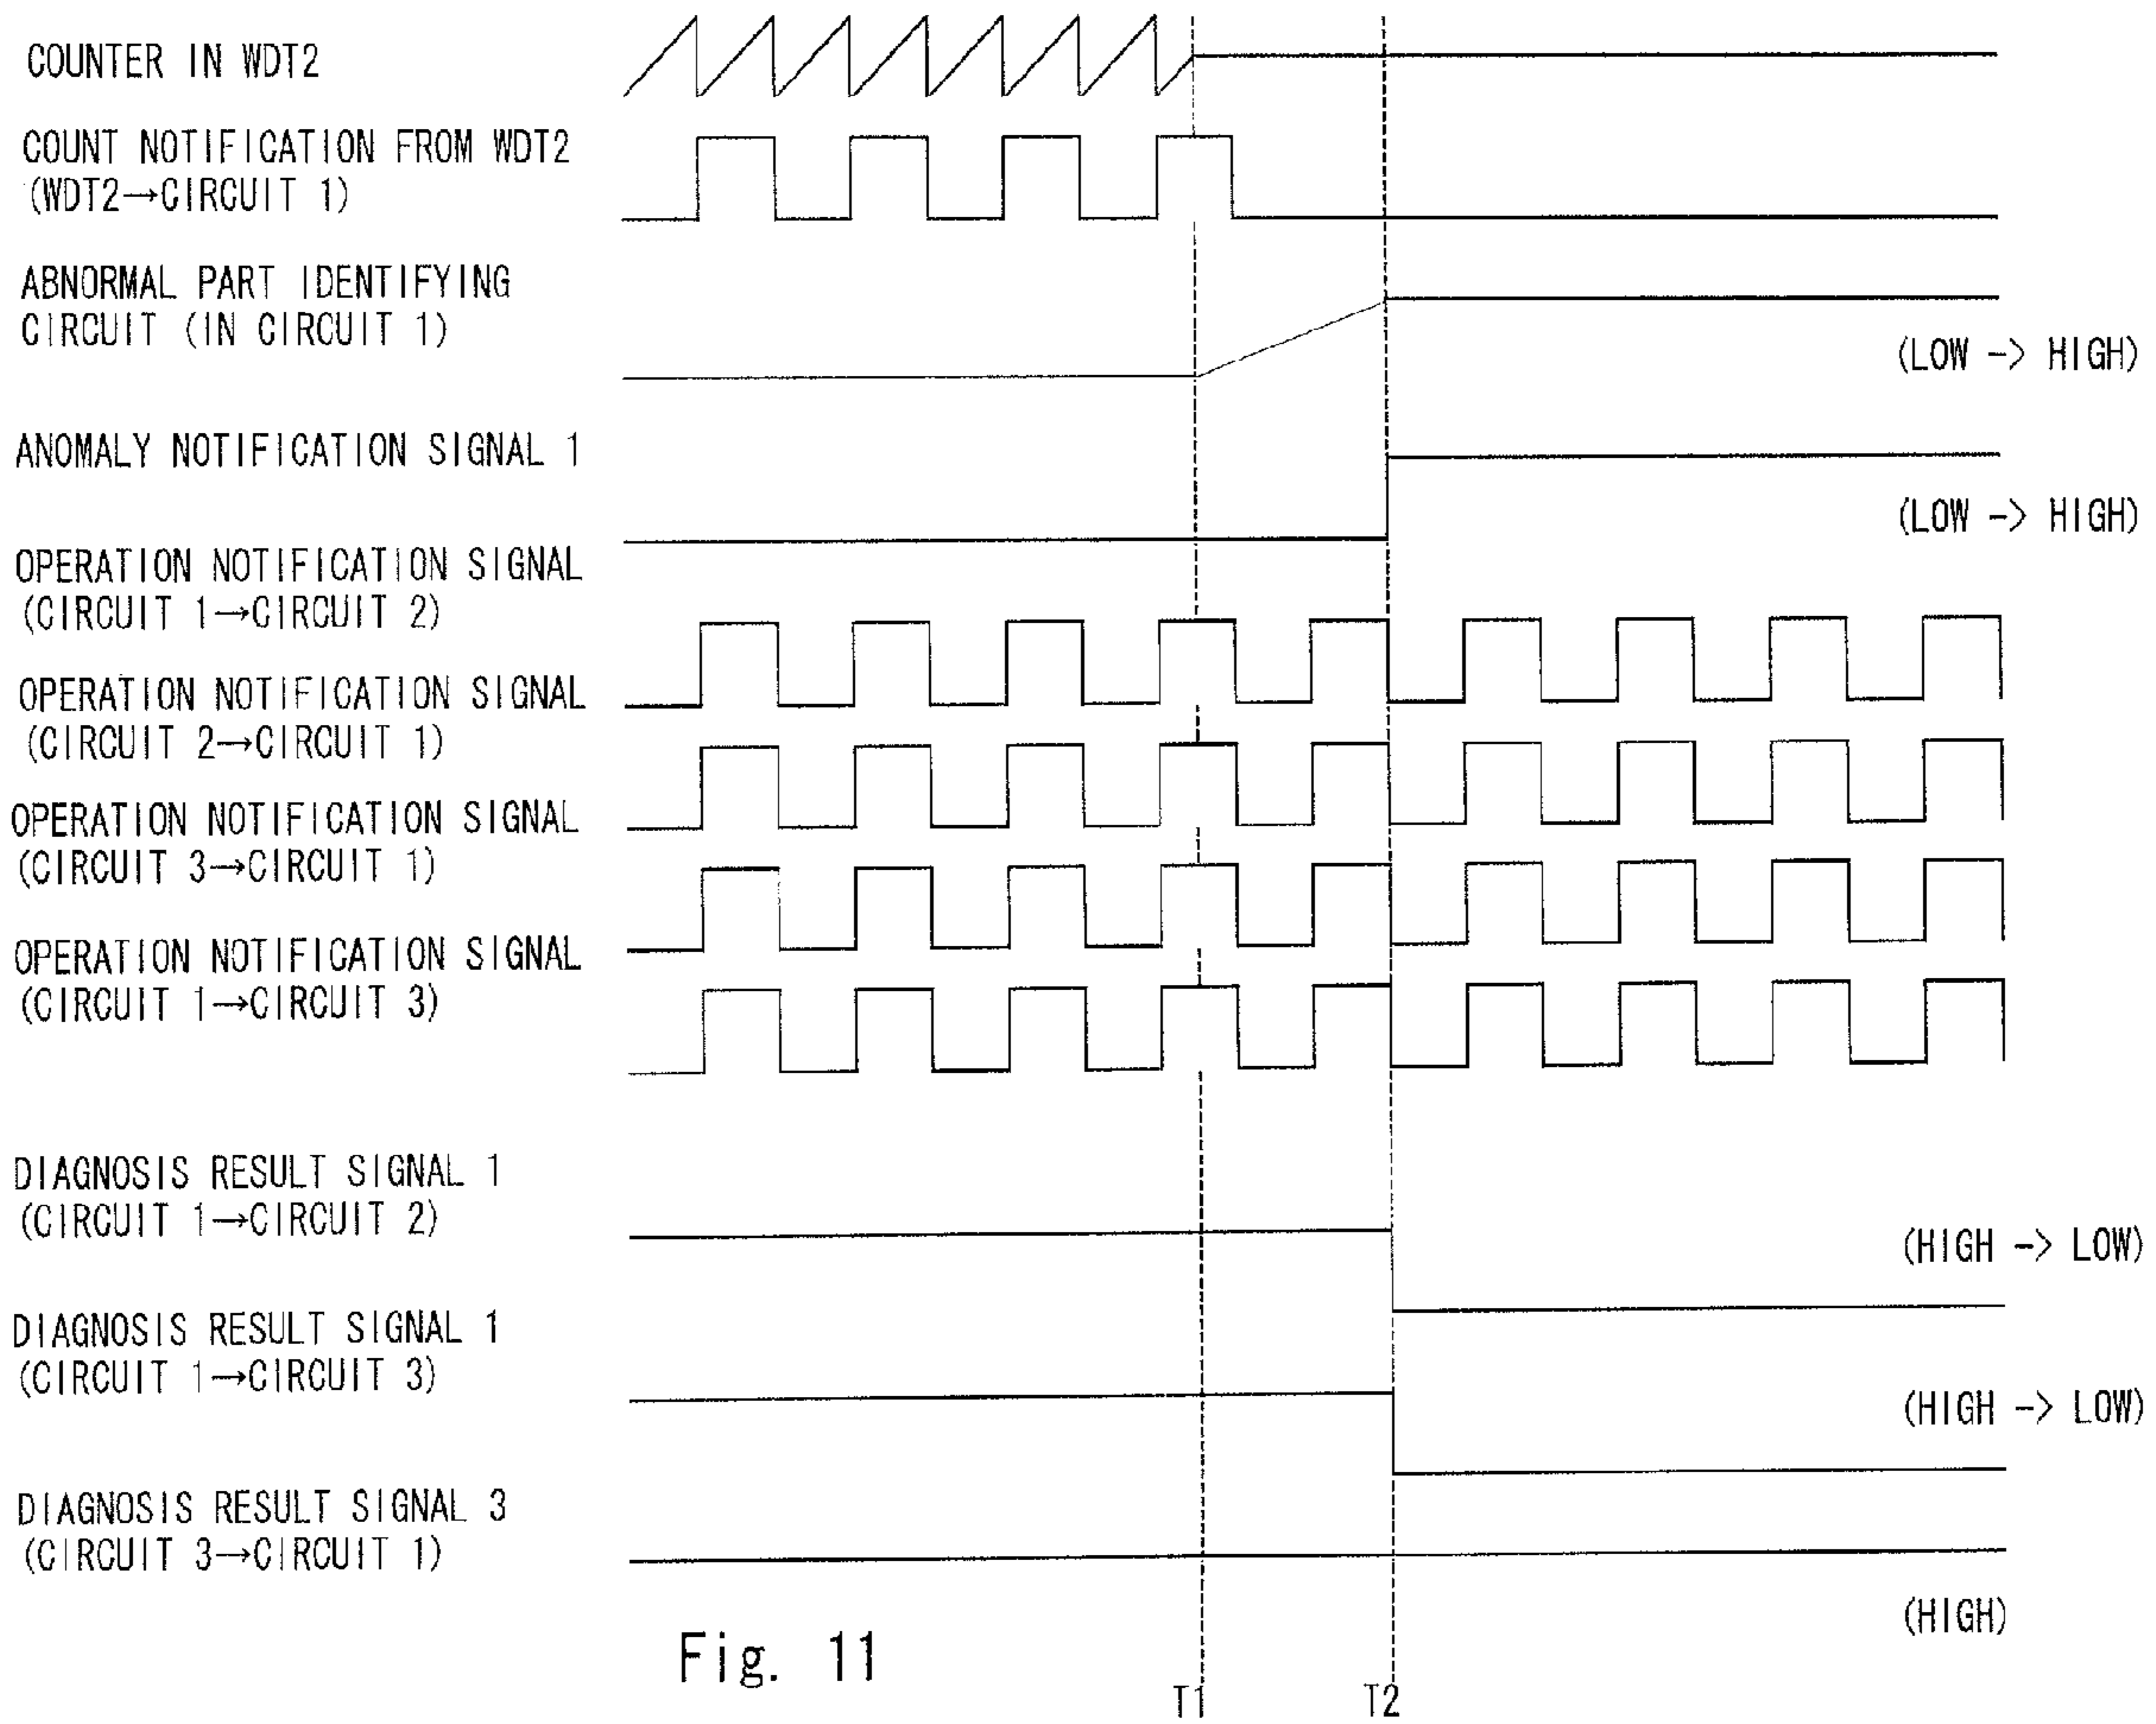 COUNTER IN WDT2
COUNT NOTIFICATION FROM WDT2
(WDT2→CIRCUIT 1)
ABNORMAL PART IDENTIFYING
CIRCUIT (IN CIRCUIT 1)
(LOW -> HIGH)
ANOMALY NOTIFICATION SIGNAL 1
(LOW -> HIGH)
OPERATION NOTIFICATION SIGNAL
(CIRCUIT 1→CIRCUIT 2)
OPERATION NOTIFICATION SIGNAL
(CIRCUIT 2→CIRCUIT 1)
OPERATION NOTIFICATION SIGNAL
(CIRCUIT 3→CIRCUIT 1)
OPERATION NOTIFICATION SIGNAL
(CIRCUIT 1→CIRCUIT 3)
DIAGNOSIS RESULT SIGNAL 1
(CIRCUIT 1→CIRCUIT 2)
(HIGH -> LOW)
DIAGNOSIS RESULT SIGNAL 1
(CIRCUIT 1→CIRCUIT 3)
(HIGH -> LOW)
DIAGNOSIS RESULT SIGNAL 3
(CIRCUIT 3→CIRCUIT 1)
(HIGH)
Fig. 11
T1
T2